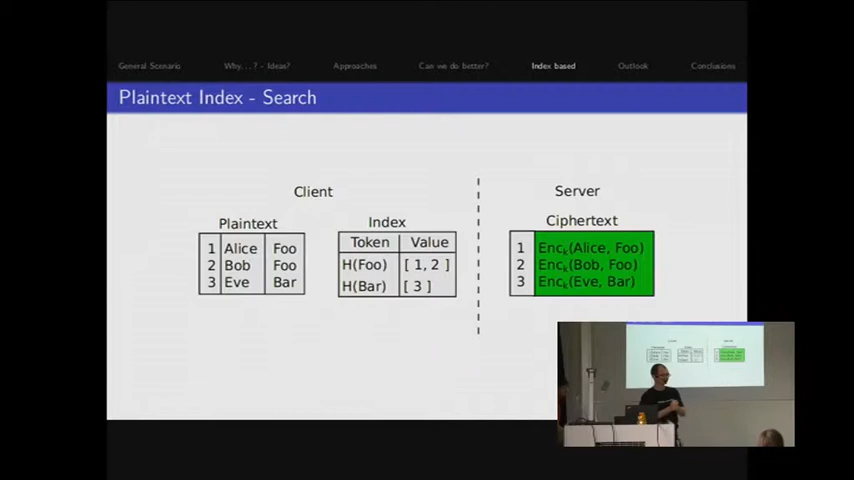 General Scenario Why. . . ? - Ideas? Approaches Can we do better? Index based Outlook Conclusions
Plaintext Index - Search
Client
Server
Plaintext
1 Alice Foo
2 Bob Foo
3 Eve Bar
Index
Token Value
H(Foo) [ 1, 2 ]
H(Bar) [ 3 ]
Ciphertext
1 Enck(Alice, Foo)
2 Enck(Bob, Foo)
3 Enck(Eve, Bar)